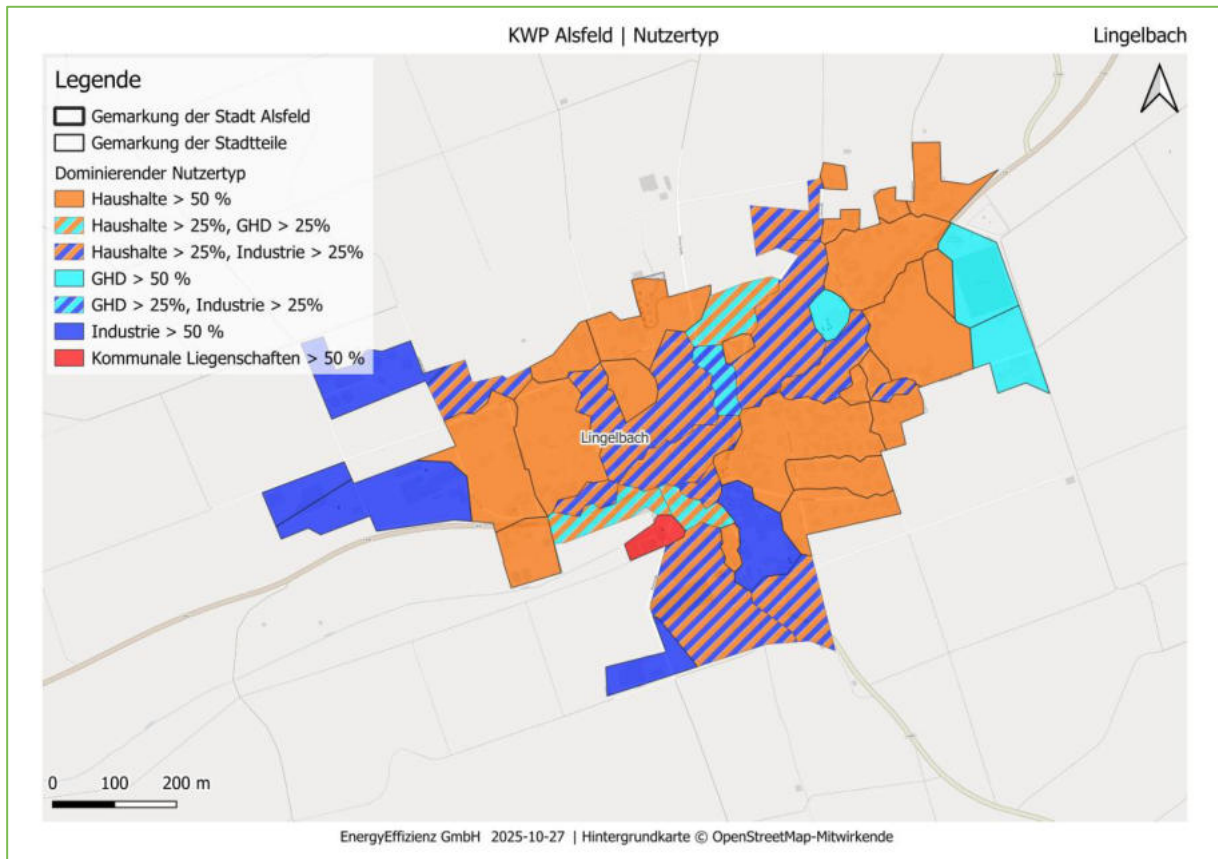 KWP Alsfeld | Nutzertyp
Lingelbach
Legende
Gemarkung der Stadt Alsfeld
Gemarkung der Stadtteile
Dominierender Nutzertyp
Haushalte > 50 %
Haushalte > 25%, GHD > 25%
Haushalte > 25%, Industrie > 25%
GHD > 50 %
GHD > 25%, Industrie > 25%
Industrie > 50 %
Kommunale Liegenschaften > 50 %
Lingelbach
0 100 200 m
EnergyEffizienz GmbH 2025-10-27 | Hintergrundkarte © OpenStreetMap-Mitwirkende